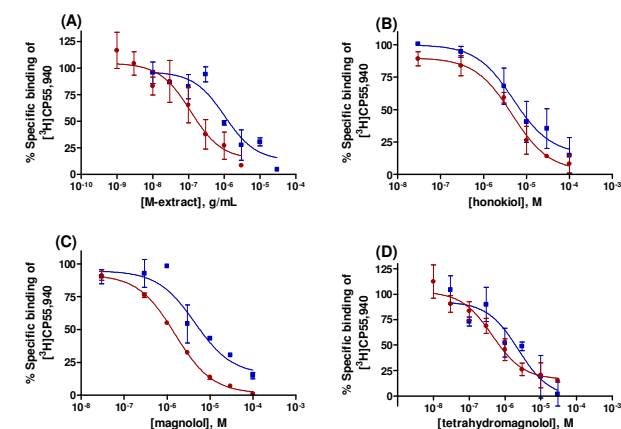 (A)
% Specific binding of
[³H]CP55,940
125
100
75
50
25
0
10⁻¹⁰ 10⁻⁹ 10⁻⁸ 10⁻⁷ 10⁻⁶ 10⁻⁵ 10⁻⁴
[M-extract], g/mL
(B)
% Specific binding of
[³H]CP55,940
100
75
50
25
0
10⁻⁸ 10⁻⁷ 10⁻⁶ 10⁻⁵ 10⁻⁴ 10⁻³
[honokiol], M
(C)
% Specific binding of
[³H]CP55,940
100
75
50
25
0
10⁻⁸ 10⁻⁷ 10⁻⁶ 10⁻⁵ 10⁻⁴ 10⁻³
[magnolol], M
(D)
% Specific binding of
[³H]CP55,940
125
100
75
50
25
0
10⁻⁹ 10⁻⁸ 10⁻⁷ 10⁻⁶ 10⁻⁵ 10⁻⁴ 10⁻³
[tetrahydromagnolol], M